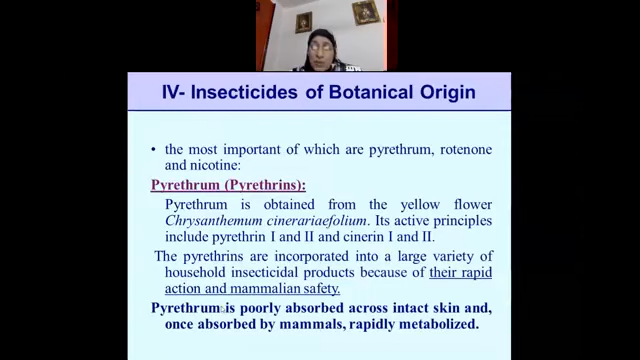 IV- Insecticides of Botanical Origin
• the most important of which are pyrethrum, rotenone
and nicotine:
Pyrethrum (Pyrethrins):
Pyrethrum is obtained from the yellow flower
Chrysanthemum cinerariaefolium. Its active principles
include pyrethrin I and II and cinerin I and II.
The pyrethrins are incorporated into a large variety of
household insecticidal products because of their rapid
action and mammalian safety.
Pyrethrum is poorly absorbed across intact skin and,
once absorbed by mammals, rapidly metabolized.